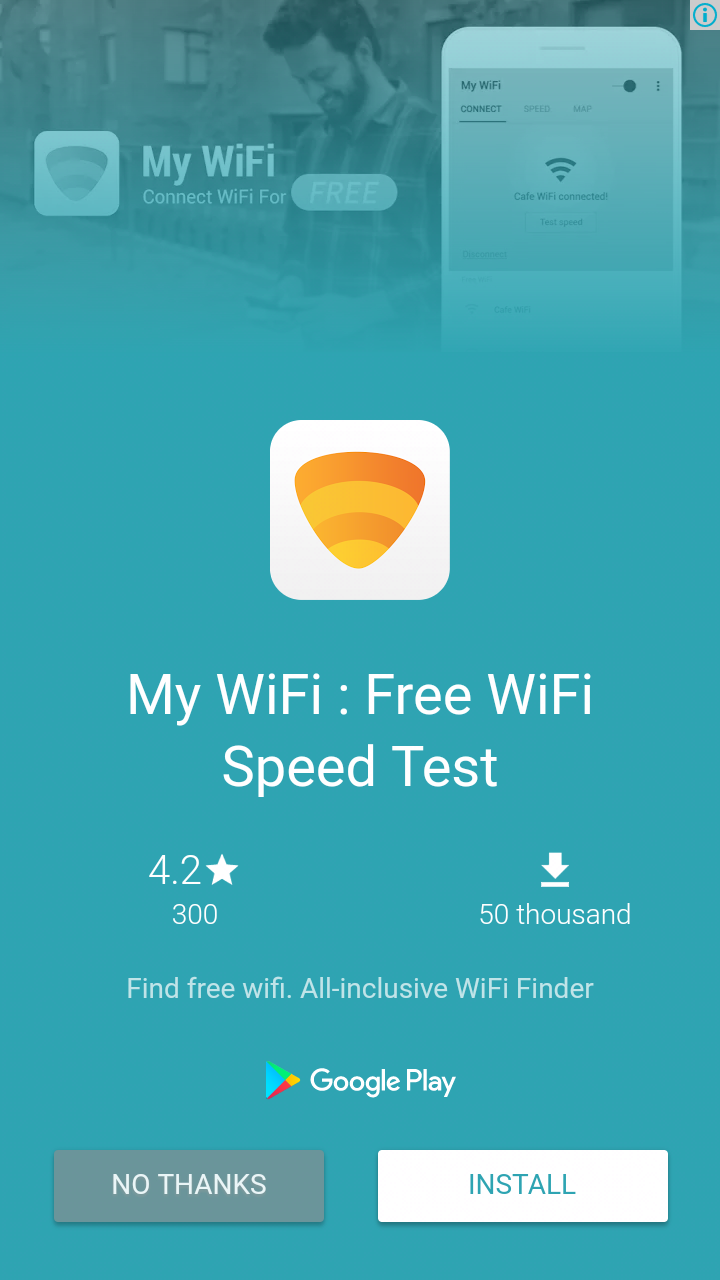 My WiFi
CONNECT SPEED MAP
My WiFi
Connect WiFi For FREE
Cafe WiFi connected!
Test speed
Disconnect
Cafe WiFi
My WiFi : Free WiFi
Speed Test
4.2
300
50 thousand
Find free wifi. All-inclusive WiFi Finder
Google Play
NO THANKS
INSTALL